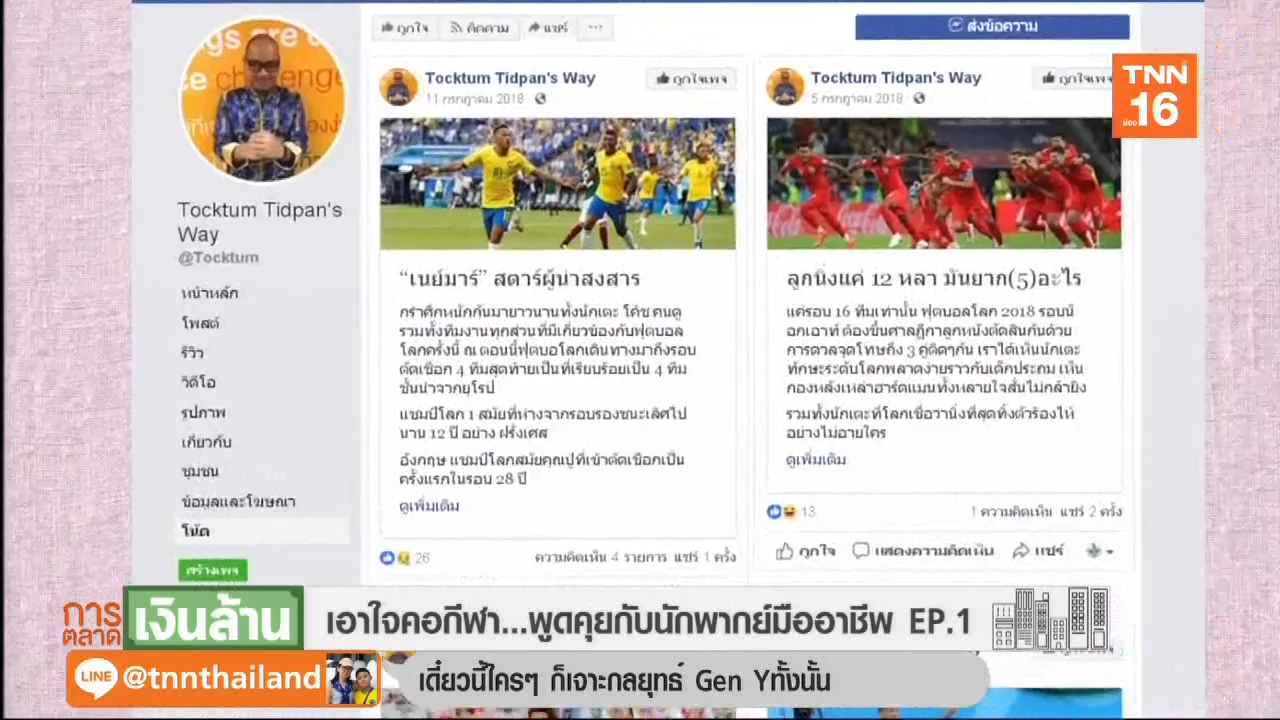 ถูกใจ ติดตาม แชร์ ...
ส่งข้อความ
TNN
ช่อง 16
Tocktum Tidpan's
Way
@Tocktum
หน้าหลัก
โพสต์
รีวิว
วิดีโอ
รูปภาพ
เกี่ยวกับ
ชุมชน
ข้อมูลและโฆษณา
โน้ต
สร้างเพจ
Tocktum Tidpan's Way
ถูกใจเพจ
11 กรกฎาคม 2018
“เนย์มาร์” สตาร์ผู้น่าสงสาร
กรำศึกหนักกันมายาวนานทั้งนักเตะ โค้ช คนดู
รวมทั้งทีมงานทุกส่วนที่มีเกี่ยวข้องกับฟุตบอล
โลกครั้งนี้ ณ ตอนนี้ฟุตบอโลกเดินทางมาถึงรอบ
ตัดเชือก 4 ทีมสุดท้ายเป็นที่เรียบร้อยเป็น 4 ทีม
ชั้นนำจากยุโรป
แชมป์โลก 1 สมัยที่ห่างจากรอบรองชนะเลิศไป
นาน 12 ปี อย่าง ฝรั่งเศส
อังกฤษ แชมป์โลกสมัยคุณปู่ที่เข้าตัดเชือกเป็น
ครั้งแรกในรอบ 28 ปี
ดูเพิ่มเติม
26
ความคิดเห็น 4 รายการ แชร์ 1 ครั้ง
Tocktum Tidpan's Way
ถูกใจเพจ
5 กรกฎาคม 2018
ลูกนิ่งแค่ 12 หลา มันยาก(5)อะไร
แค่รอบ 16 ทีมเท่านั้น ฟุตบอลโลก 2018 รอบน็
อกเอาท์ ต้องขึ้นศาลฎีกาลูกหนังตัดสินกันด้วย
การดวลจุดโทษถึง 3 คู่ติดๆกัน เราได้เห็นนักเตะ
ทักษะระดับโลกพลาดง่ายราวกับเด็กประถม เห็น
กองหลังเหล่าฮาร์ดแมนทั้งหลายใจสั่นไม่กล้ายิง
รวมทั้งนักเตะที่โลกเชื่อว่านิ่งที่สุดทิ้งตัวร้องไห้
อย่างไม่อายใคร
ดูเพิ่มเติม
13
1 ความคิดเห็น แชร์ 2 ครั้ง
ถูกใจ แสดงความคิดเห็น แชร์
การ
ตลาด
เงินล้าน
เอาใจคอกีฬา...พูดคุยกับนักพากย์มืออาชีพ EP.1
LINE @tnnthailand
เดี๋ยวนี้ใครๆ ก็เจาะกลยุทธ์ Gen Yทั้งนั้น